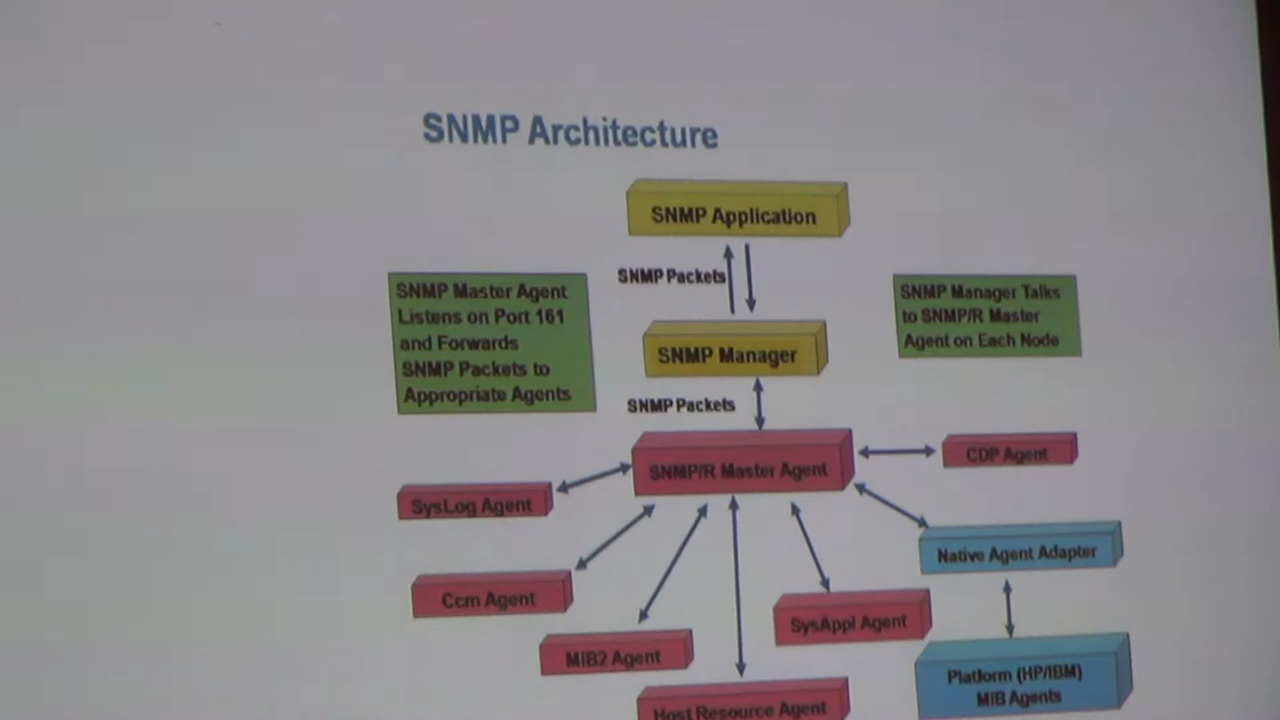 SNMP Architecture
SNMP Application
SNMP Packets
SNMP Master Agent
Listens on Port 161
and Forwards
SNMP Packets to
Appropriate Agents
SNMP Manager Talks
to SNMP/R Master
Agent on Each Node
SNMP Manager
SNMP Packets
SNMP/R Master Agent
CDP Agent
SysLog Agent
Native Agent Adapter
Ccm Agent
SysAppl Agent
MIB2 Agent
Platform (HP/IBM)
MIB Agents
Host Resource Agent